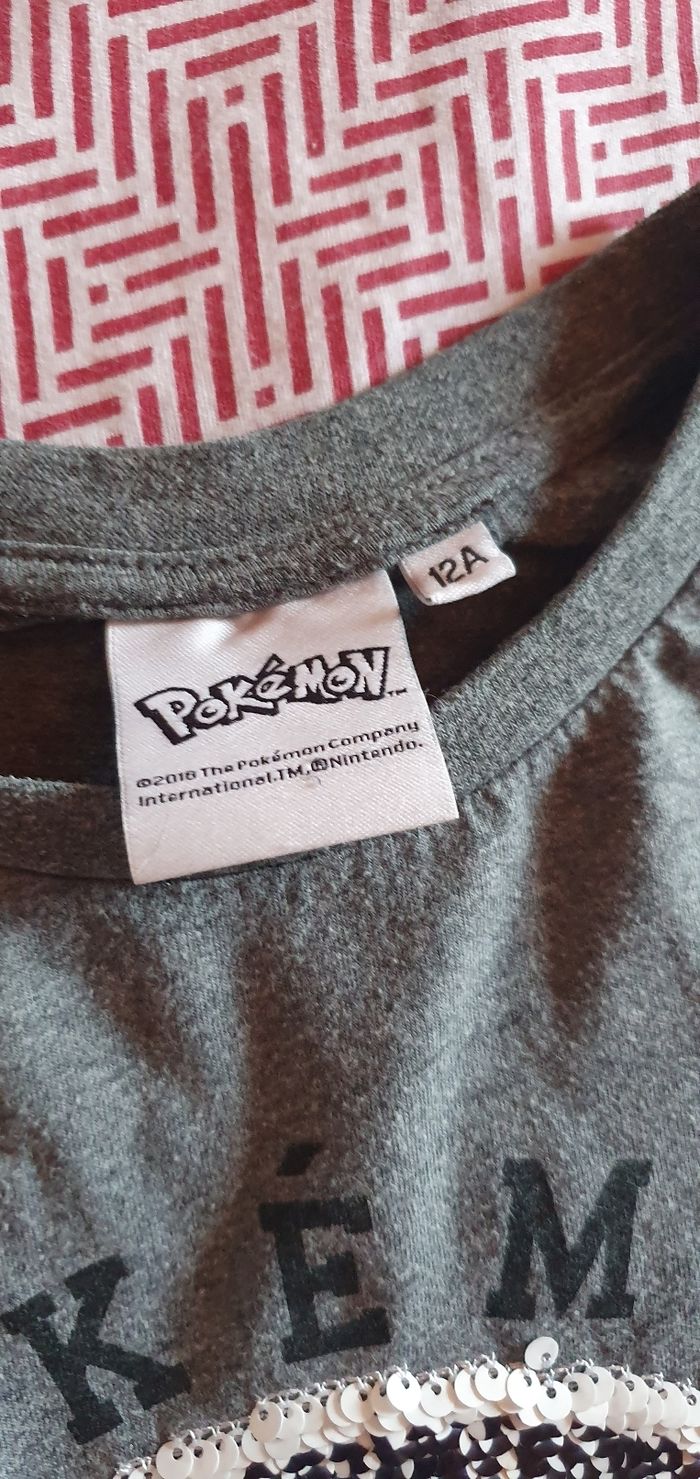 12A
POKéMON™
©2018 The Pokémon Company
International.TM,®Nintendo.
KÉM